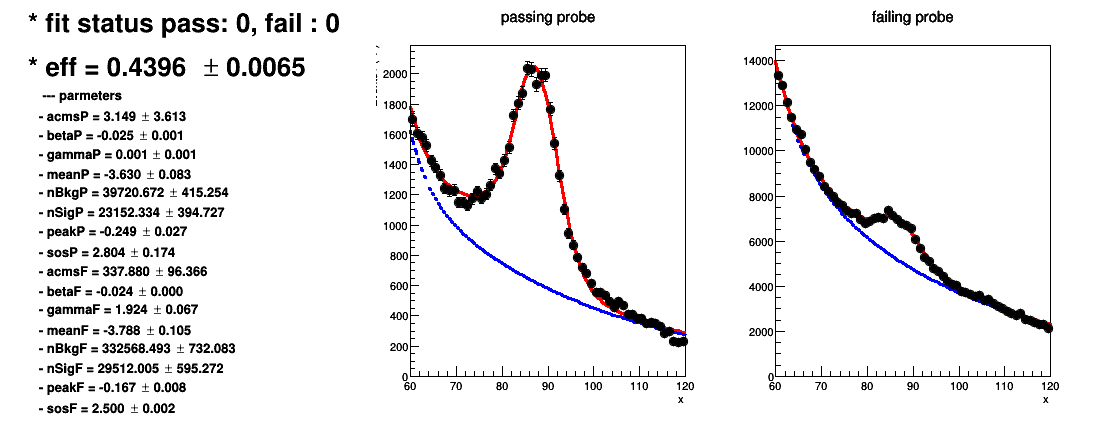 * fit status pass: 0, fail : 0
* eff = 0.4396 ± 0.0065
--- parmeters
- acmsP = 3.149 ± 3.613
- betaP = -0.025 ± 0.001
- gammaP = 0.001 ± 0.001
- meanP = -3.630 ± 0.083
- nBkgP = 39720.672 ± 415.254
- nSigP = 23152.334 ± 394.727
- peakP = -0.249 ± 0.027
- sosP = 2.804 ± 0.174
- acmsF = 337.880 ± 96.366
- betaF = -0.024 ± 0.000
- gammaF = 1.924 ± 0.067
- meanF = -3.788 ± 0.105
- nBkgF = 332568.493 ± 732.083
- nSigF = 29512.005 ± 595.272
- peakF = -0.167 ± 0.008
- sosF = 2.500 ± 0.002
passing probe
2000
1800
1600
1400
1200
1000
800
600
400
200
0
60 70 80 90 100 110 120
x
failing probe
14000
12000
10000
8000
6000
4000
2000
0
60 70 80 90 100 110 120
x